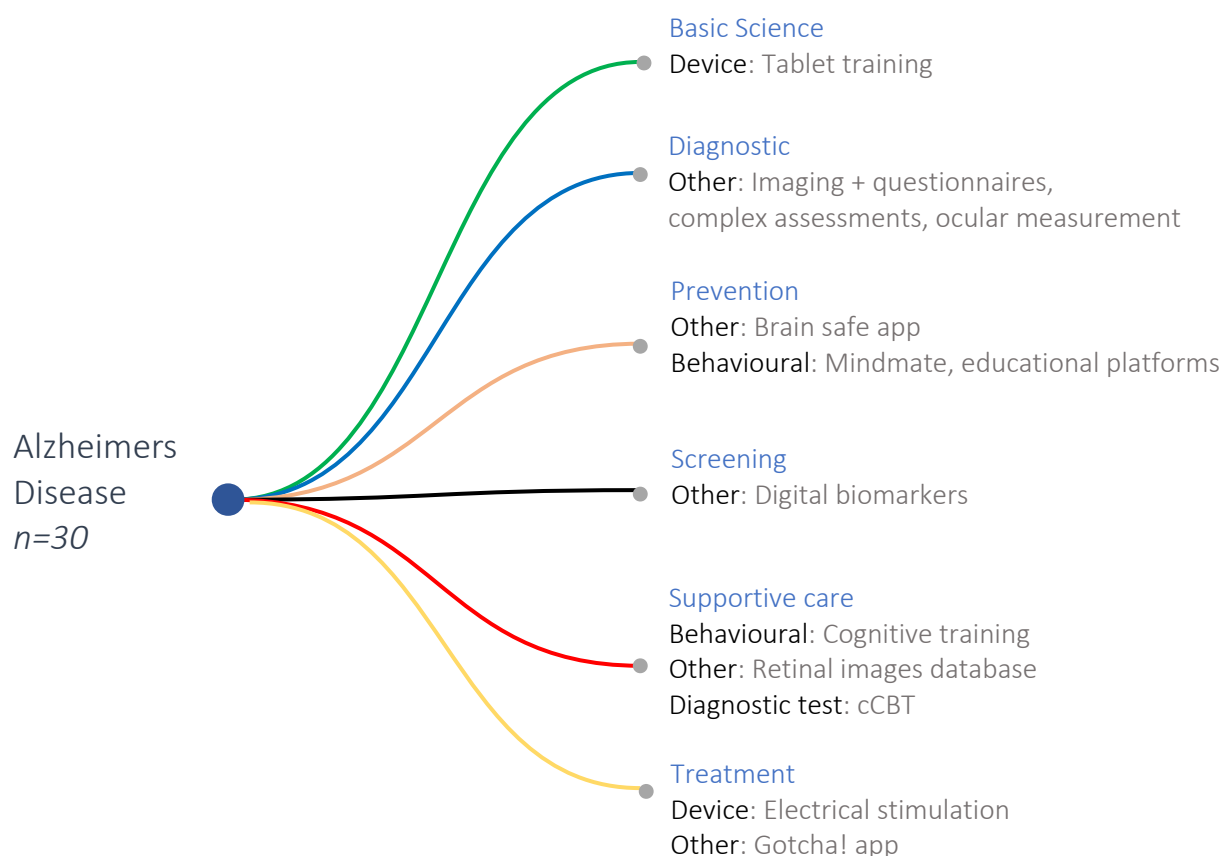 Basic Science
Device: Tablet training
Diagnostic
Other: Imaging + questionnaires,
complex assessments, ocular measurement
Prevention
Other: Brain safe app
Behavioural: Mindmate, educational platforms
Alzheimers
Disease
n=30
Screening
Other: Digital biomarkers
Supportive care
Behavioural: Cognitive training
Other: Retinal images database
Diagnostic test: cCBT
Treatment
Device: Electrical stimulation
Other: Gotcha! app